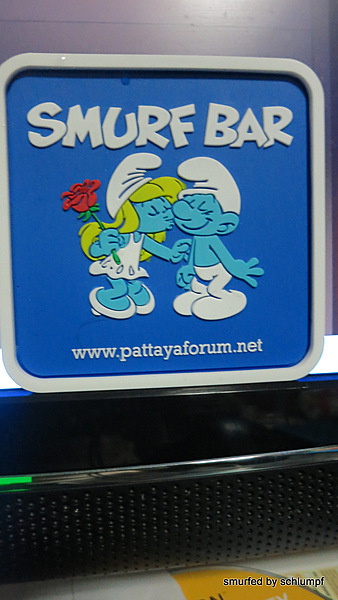 SMURF BAR
www.pattayaforum.net
smurfed by schlumpf